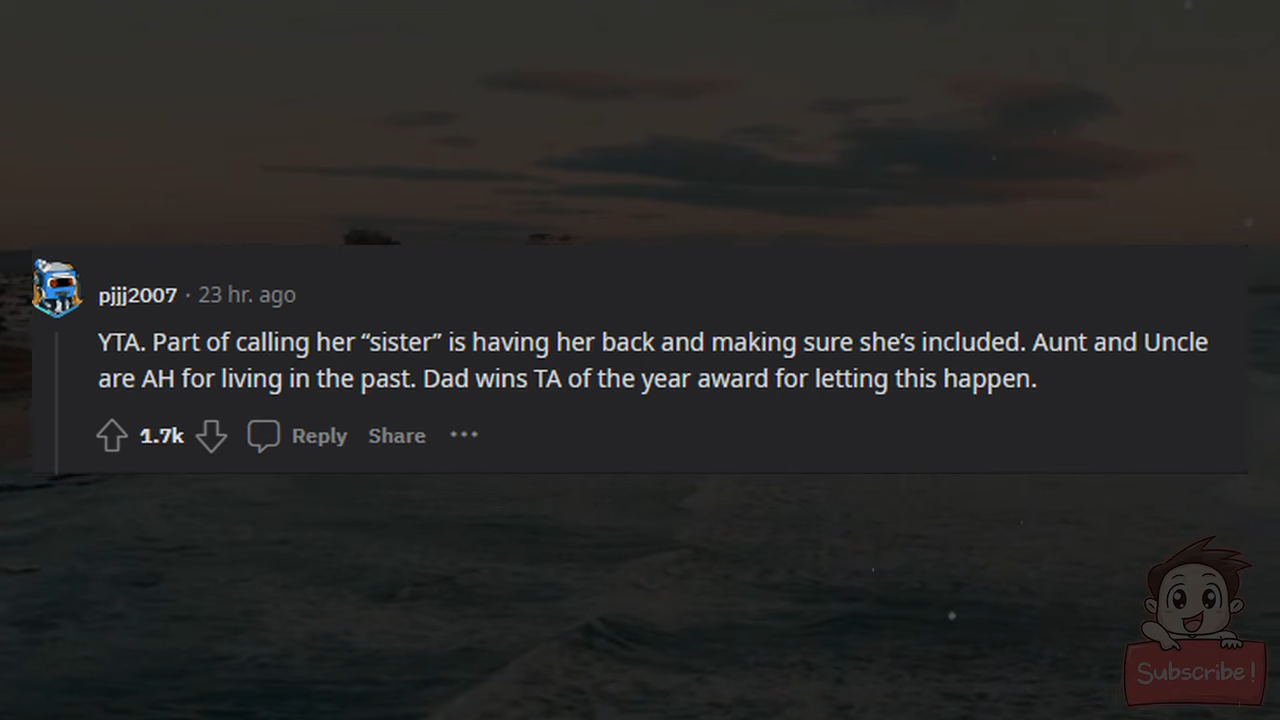 pjjj2007 · 23 hr. ago
YTA. Part of calling her “sister” is having her back and making sure she’s included. Aunt and Uncle
are AH for living in the past. Dad wins TA of the year award for letting this happen.
1.7k Reply Share
Subscribe!